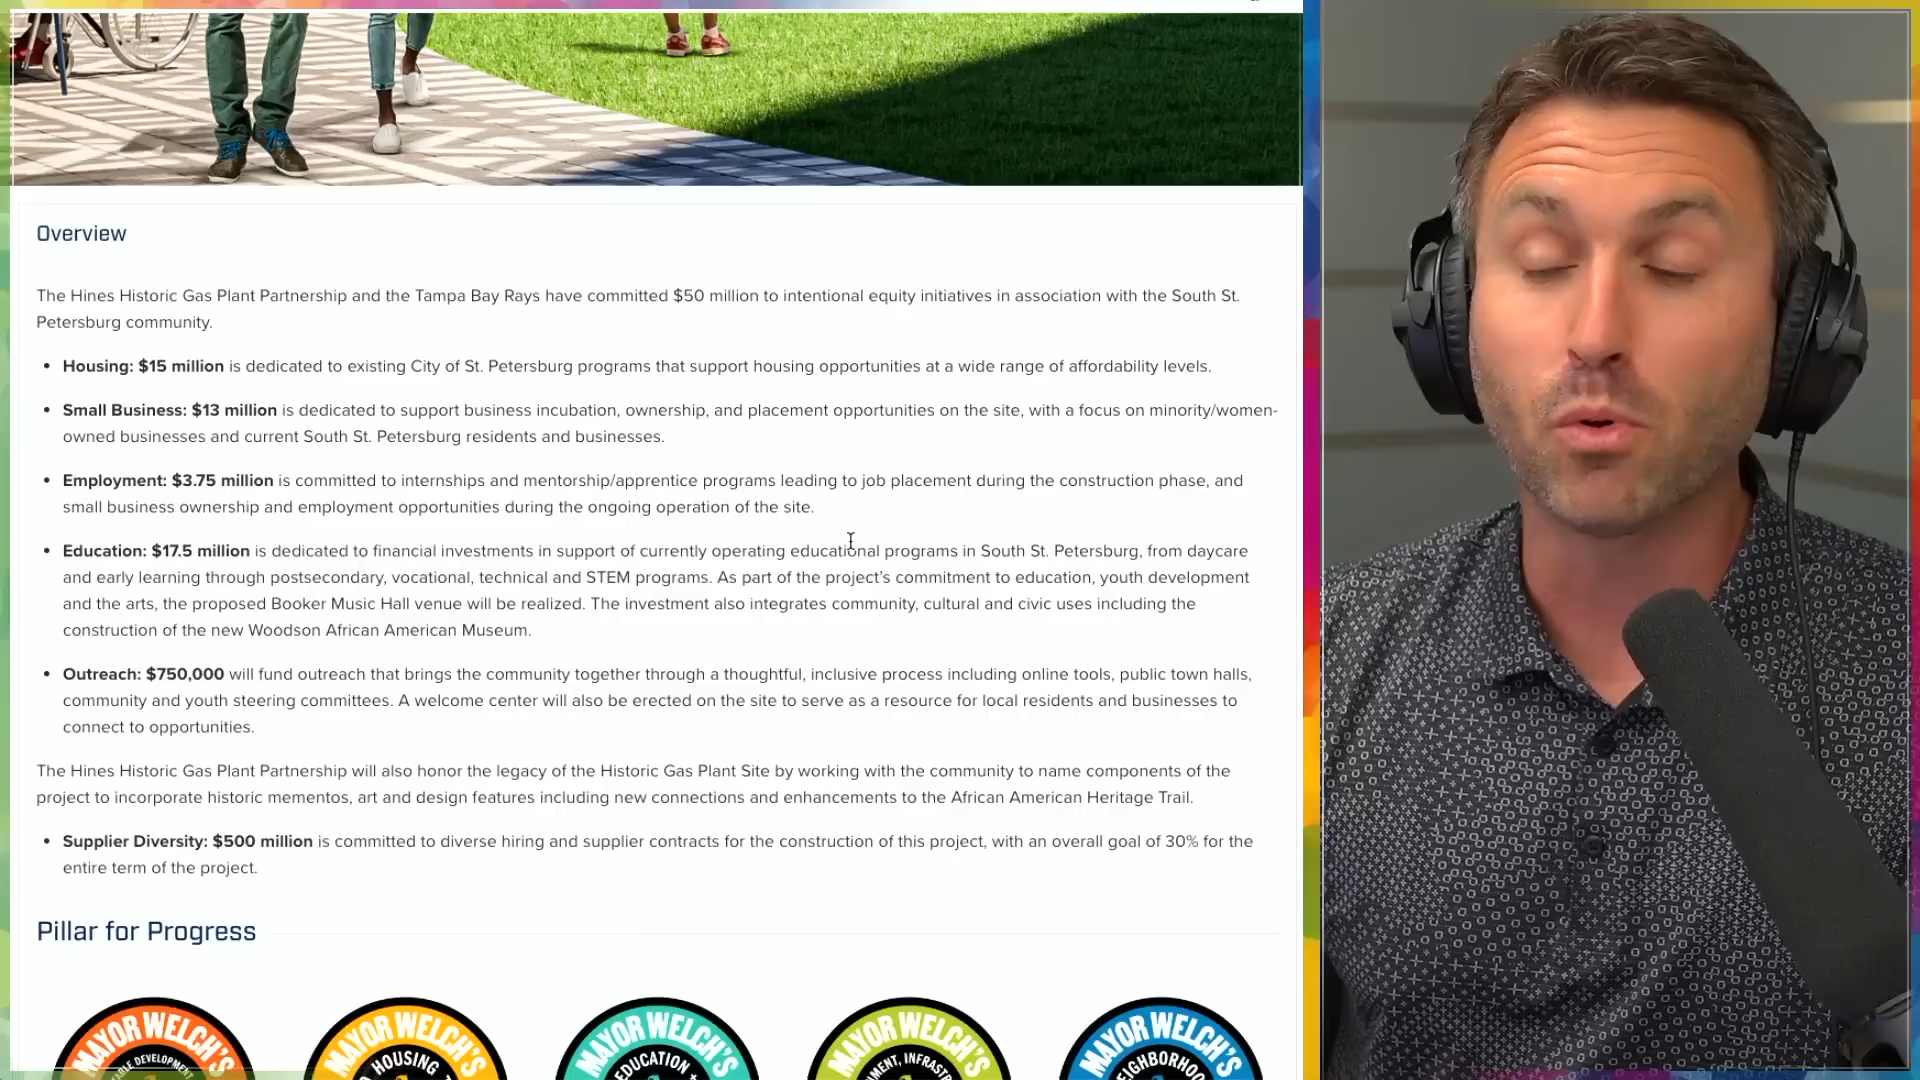 Overview
The Hines Historic Gas Plant Partnership and the Tampa Bay Rays have committed $50 million to intentional equity initiatives in association with the South St.
Petersburg community.
• Housing: $15 million is dedicated to existing City of St. Petersburg programs that support housing opportunities at a wide range of affordability levels.
• Small Business: $13 million is dedicated to support business incubation, ownership, and placement opportunities on the site, with a focus on minority/women-
owned businesses and current South St. Petersburg residents and businesses.
• Employment: $3.75 million is committed to internships and mentorship/apprentice programs leading to job placement during the construction phase, and
small business ownership and employment opportunities during the ongoing operation of the site.
• Education: $17.5 million is dedicated to financial investments in support of currently operating educational programs in South St. Petersburg, from daycare
and early learning through postsecondary, vocational, technical and STEM programs. As part of the project's commitment to education, youth development
and the arts, the proposed Booker Music Hall venue will be realized. The investment also integrates community, cultural and civic uses including the
construction of the new Woodson African American Museum.
• Outreach: $750,000 will fund outreach that brings the community together through a thoughtful, inclusive process including online tools, public town halls,
community and youth steering committees. A welcome center will also be erected on the site to serve as a resource for local residents and businesses to
connect to opportunities.
The Hines Historic Gas Plant Partnership will also honor the legacy of the Historic Gas Plant Site by working with the community to name components of the
project to incorporate historic mementos, art and design features including new connections and enhancements to the African American Heritage Trail.
• Supplier Diversity: $500 million is committed to diverse hiring and supplier contracts for the construction of this project, with an overall goal of 30% for the
entire term of the project.
Pillar for Progress
MAYOR WELCH'S
DEVELOPMENT
MAYOR WELCH'S
HOUSING
MAYOR WELCH'S
EDUCATION
MAYOR WELCH'S
MAYOR WELCH'S